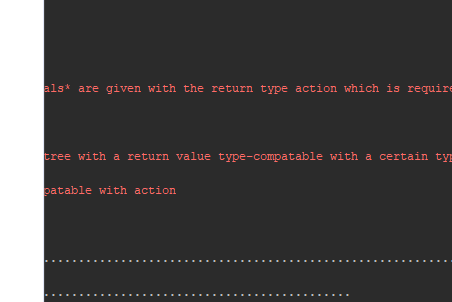 als* are given with the return type action which is require
tree with a return value type-compatable with a certain typ
patable with action
..........................................................
............................................